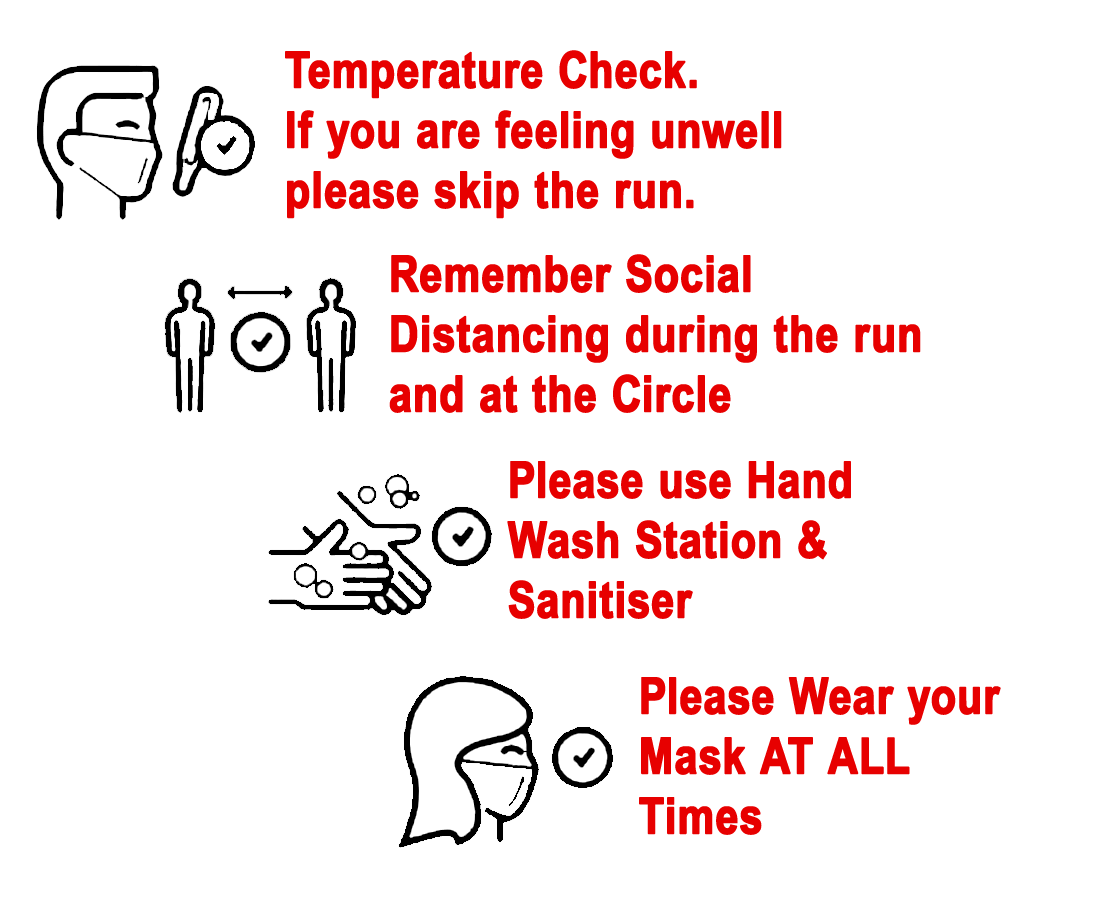 Temperature Check.
If you are feeling unwell
please skip the run.
Remember Social
Distancing during the run
and at the Circle
Please use Hand
Wash Station &
Sanitiser
Please Wear your
Mask AT ALL
Times